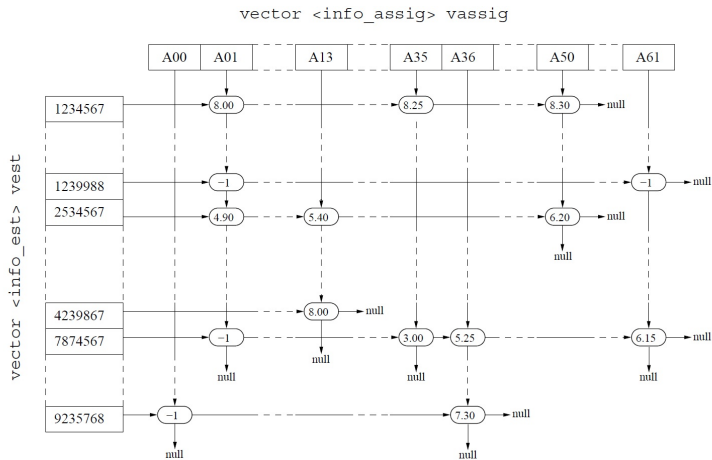 vector <info_assig> vassig
A00 A01 A13 A35 A36 A50 A61
vector <info_est> vest
1234567 8.00 8.25 8.30 null
1239988 −1 −1 null
2534567 4.90 5.40 6.20 null
null
4239867 8.00 null
7874567 −1 3.00 5.25 6.15 null
null
null null null
9235768 −1 7.30 null
null null